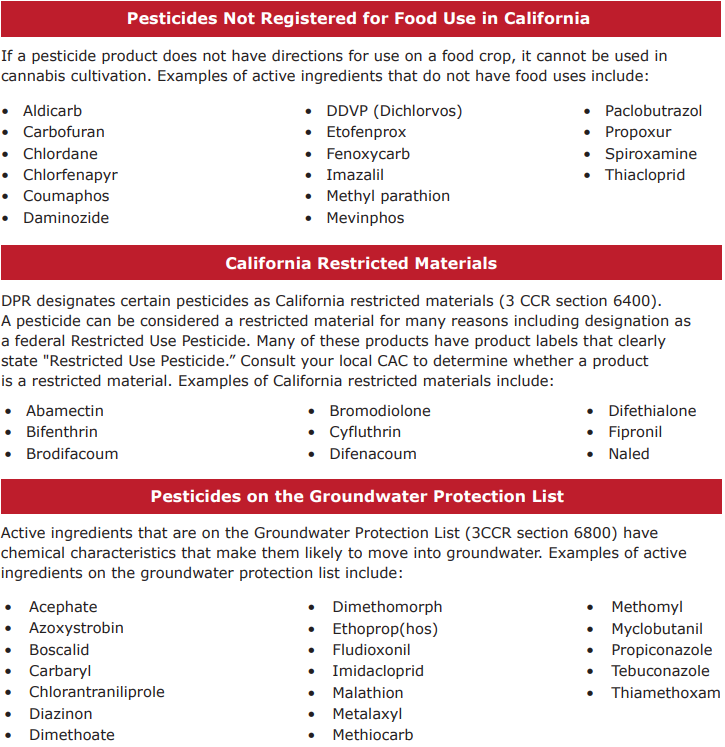 Pesticides Not Registered for Food Use in California
If a pesticide product does not have directions for use on a food crop, it cannot be used in
cannabis cultivation. Examples of active ingredients that do not have food uses include:
• Aldicarb
• Carbofuran
• Chlordane
• Chlorfenapyr
• Coumaphos
• Daminozide
• DDVP (Dichlorvos)
• Etofenprox
• Fenoxycarb
• Imazalil
• Methyl parathion
• Mevinphos
• Paclobutrazol
• Propoxur
• Spiroxamine
• Thiacloprid
California Restricted Materials
DPR designates certain pesticides as California restricted materials (3 CCR section 6400).
A pesticide can be considered a restricted material for many reasons including designation as
a federal Restricted Use Pesticide. Many of these products have product labels that clearly
state "Restricted Use Pesticide.” Consult your local CAC to determine whether a product
is a restricted material. Examples of California restricted materials include:
• Abamectin
• Bifenthrin
• Brodifacoum
• Bromodiolone
• Cyfluthrin
• Difenacoum
• Difethialone
• Fipronil
• Naled
Pesticides on the Groundwater Protection List
Active ingredients that are on the Groundwater Protection List (3CCR section 6800) have
chemical characteristics that make them likely to move into groundwater. Examples of active
ingredients on the groundwater protection list include:
• Acephate
• Azoxystrobin
• Boscalid
• Carbaryl
• Chlorantraniliprole
• Diazinon
• Dimethoate
• Dimethomorph
• Ethoprop(hos)
• Fludioxonil
• Imidacloprid
• Malathion
• Metalaxyl
• Methiocarb
• Methomyl
• Myclobutanil
• Propiconazole
• Tebuconazole
• Thiamethoxam